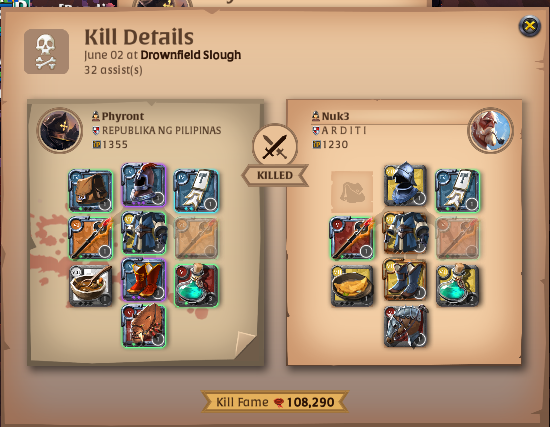 Kill Details
June 02 at Drownfield Slough
32 assist(s)
Phyront
REPUBLIKA NG PILIPINAS
1355
Nuk3
A R D I T I
1230
KILLED
Kill Fame 108,290